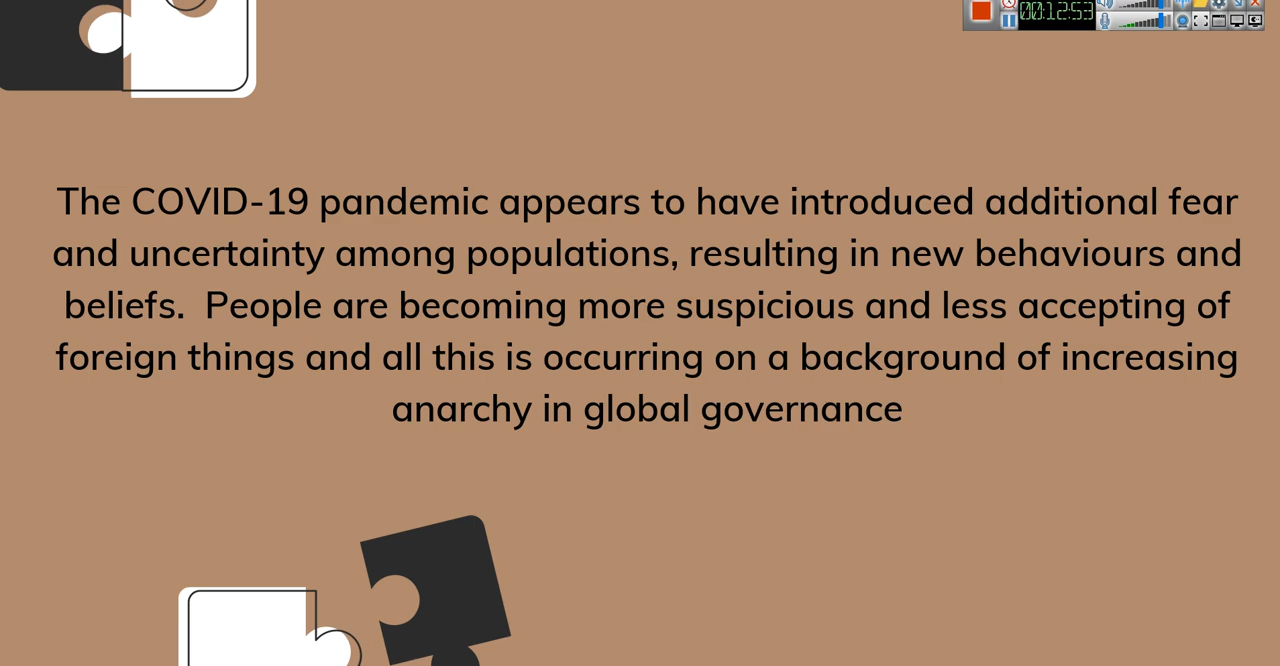 00:12:53
The COVID-19 pandemic appears to have introduced additional fear
and uncertainty among populations, resulting in new behaviours and
beliefs.  People are becoming more suspicious and less accepting of
foreign things and all this is occurring on a background of increasing
anarchy in global governance